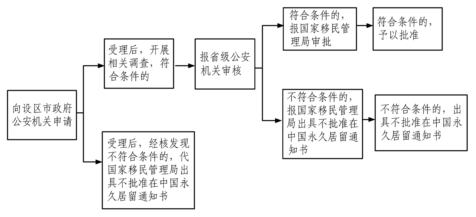 向设区市政府
公安机关申请
受理后，开展
相关调查，符
合条件的
受理后，经核发现
不符合条件的，代
国家移民管理局出
具不批准在中国永
久居留通知书
报省级公安
机关审核
符合条件的，
报国家移民管
理局审批
不符合条件的，
报国家移民管理
局出具不批准在
中国永久居留通
知书
符合条件的，
予以批准
不符合条件的，出
具不批准在中国永
久居留通知书